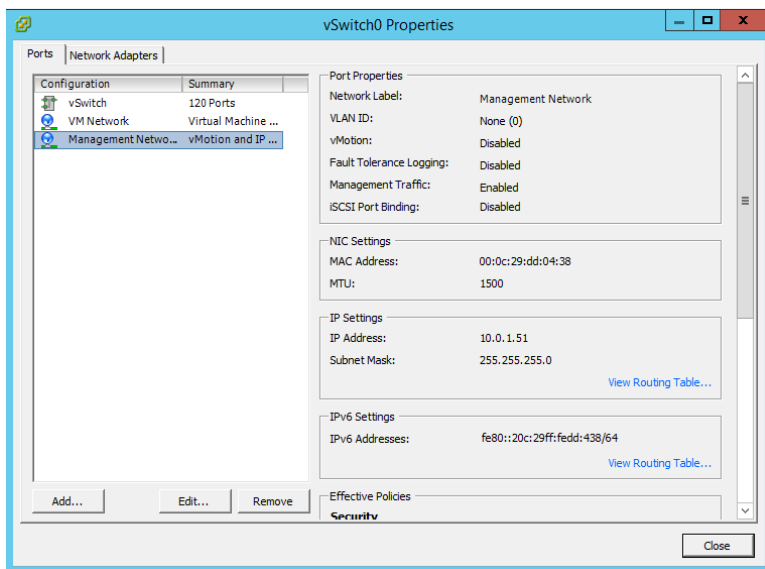 vSwitch0 Properties
Ports Network Adapters
Configuration Summary
vSwitch 120 Ports
VM Network Virtual Machine ...
Management Netwo... vMotion and IP ...
Add... Edit... Remove
Port Properties
Network Label: Management Network
VLAN ID: None (0)
vMotion: Disabled
Fault Tolerance Logging: Disabled
Management Traffic: Enabled
iSCSI Port Binding: Disabled
NIC Settings
MAC Address: 00:0c:29:dd:04:38
MTU: 1500
IP Settings
IP Address: 10.0.1.51
Subnet Mask: 255.255.255.0
View Routing Table...
IPv6 Settings
IPv6 Addresses: fe80::20c:29ff:fedd:438/64
View Routing Table...
Effective Policies
Security
Close